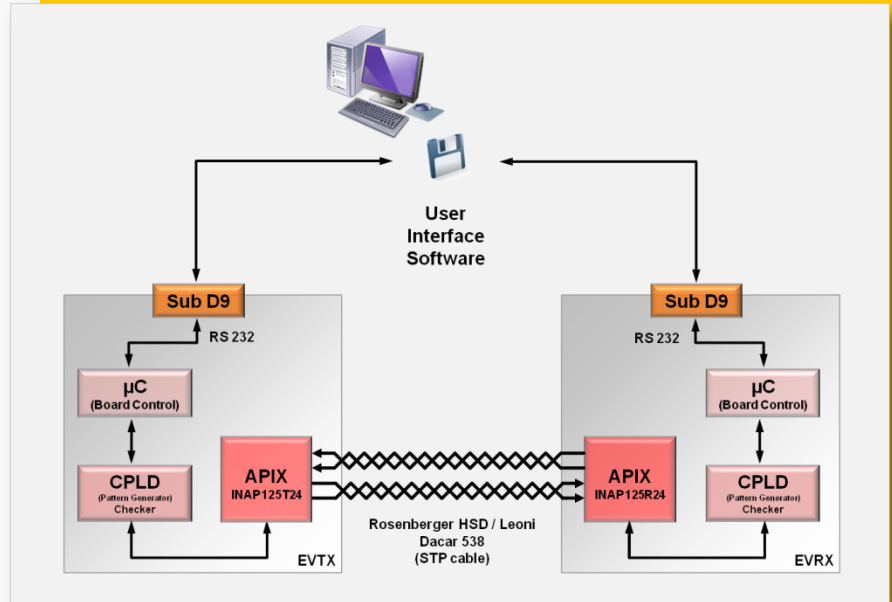 User
Interface
Software
Sub D9
RS 232
µC
(Board Control)
CPLD
(Pattern Generator)
Checker
APIX
INAP125T24
EVTX
Rosenberger HSD / Leoni
Dacar 538
(STP cable)
Sub D9
RS 232
µC
(Board Control)
APIX
INAP125R24
CPLD
(Pattern Generator)
Checker
EVRX